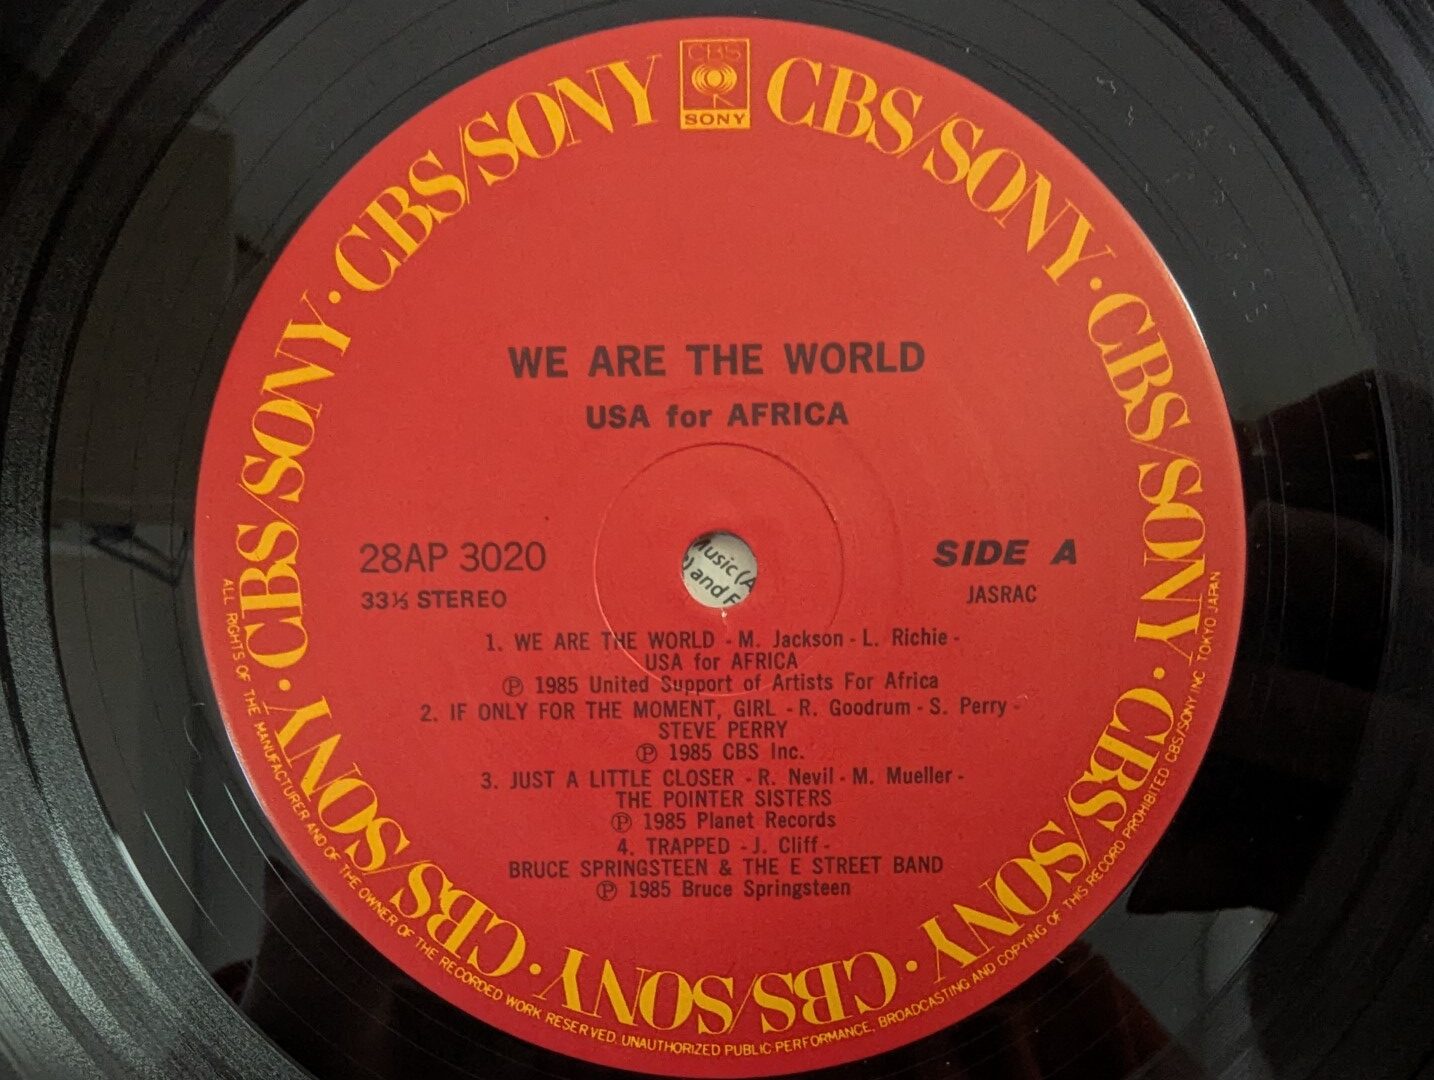 CBS
SONY
CBS/SONY · CBS/SONY · CBS/SONY · CBS/SONY · CBS/SONY · CBS/SONY · CBS/SONY · CBS/SONY
WE ARE THE WORLD
USA for AFRICA
28AP 3020
33⅓ STEREO
SIDE A
JASRAC
Music (A
) and F
1. WE ARE THE WORLD - M. Jackson - L. Richie -
USA for AFRICA
℗ 1985 United Support of Artists For Africa
2. IF ONLY FOR THE MOMENT, GIRL - R. Goodrum - S. Perry -
STEVE PERRY
℗ 1985 CBS Inc.
3. JUST A LITTLE CLOSER - R. Nevil - M. Mueller -
THE POINTER SISTERS
℗ 1985 Planet Records
4. TRAPPED - J. Cliff -
BRUCE SPRINGSTEEN & THE E STREET BAND
℗ 1985 Bruce Springsteen
ALL RIGHTS OF THE MANUFACTURER AND OF THE OWNER OF THE RECORDED WORK RESERVED. UNAUTHORIZED PUBLIC PERFORMANCE, BROADCASTING AND COPYING OF THIS RECORD PROHIBITED CBS/SONY INC. TOKYO JAPAN